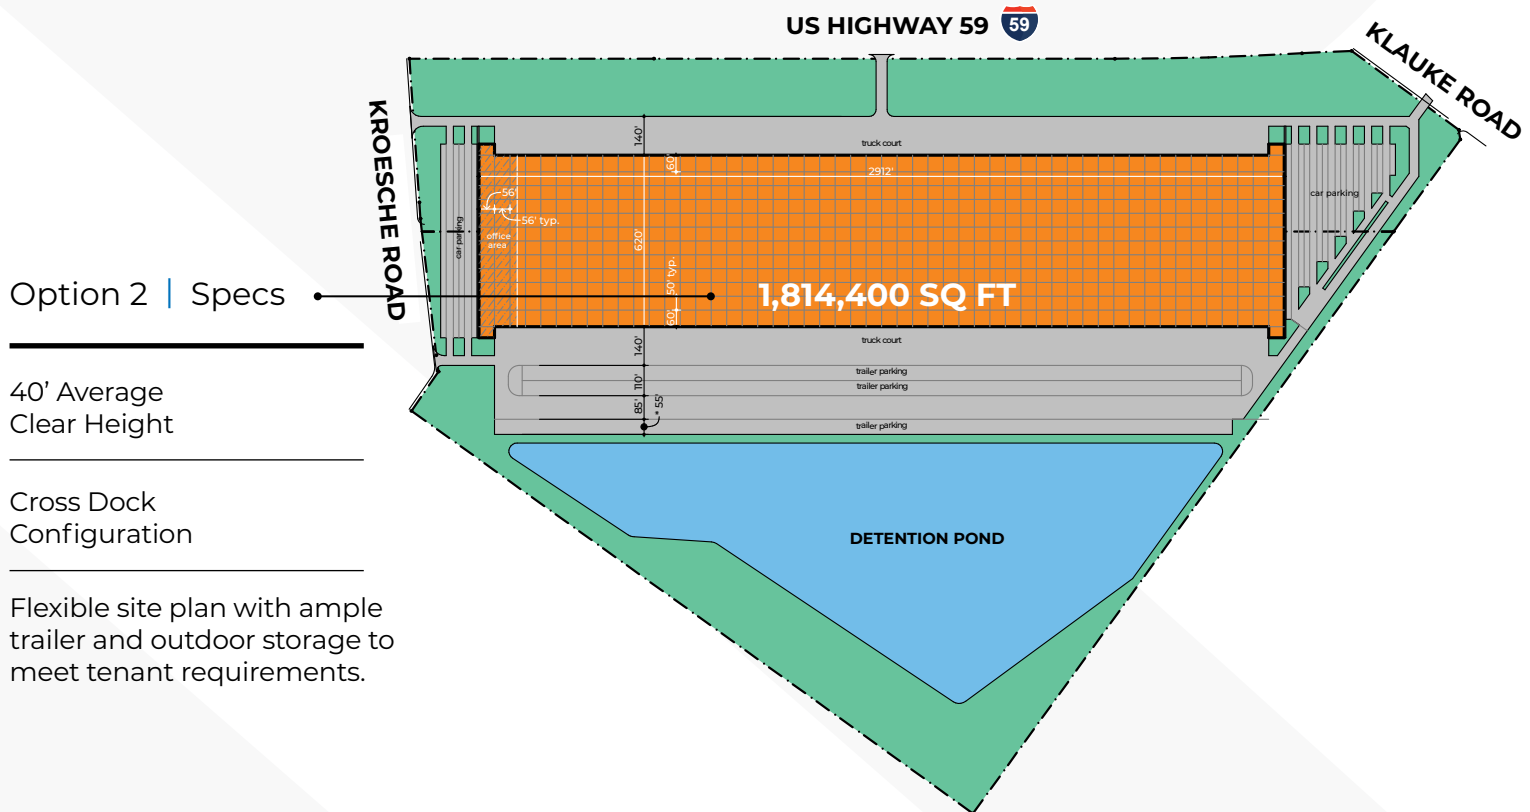 US HIGHWAY 59
59
KLAUKE ROAD
KROESCHE ROAD
140'
truck court
60'
2912'
56'
56' typ.
car parking
office
area
620'
car parking
50' typ.
Option 2 | Specs
1,814,400 SQ FT
60'
140'
truck court
40’ Average
Clear Height
trailer parking
110'
trailer parking
85'
* 55'
trailer parking
Cross Dock
Configuration
DETENTION POND
Flexible site plan with ample
trailer and outdoor storage to
meet tenant requirements.